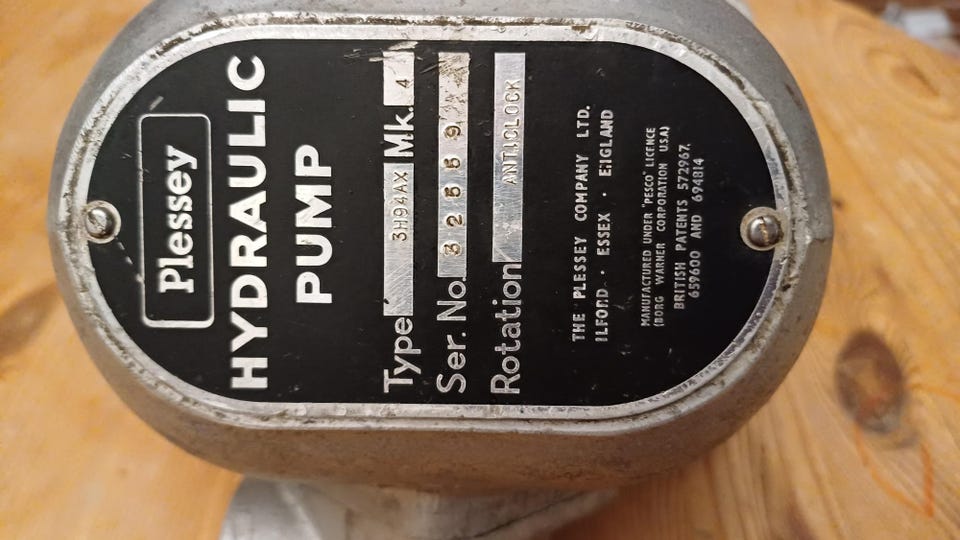 Plessey
HYDRAULIC
PUMP
Type 3H94AX Mk. 4
Ser. No. 32559
Rotation ANTICLOCK
THE PLESSEY COMPANY LTD.
ILFORD · ESSEX · ENGLAND
MANUFACTURED UNDER "PESCO" LICENCE
(BORG WARNER CORPORATION U.S.A)
BRITISH PATENTS 572967,
659600 AND 694814